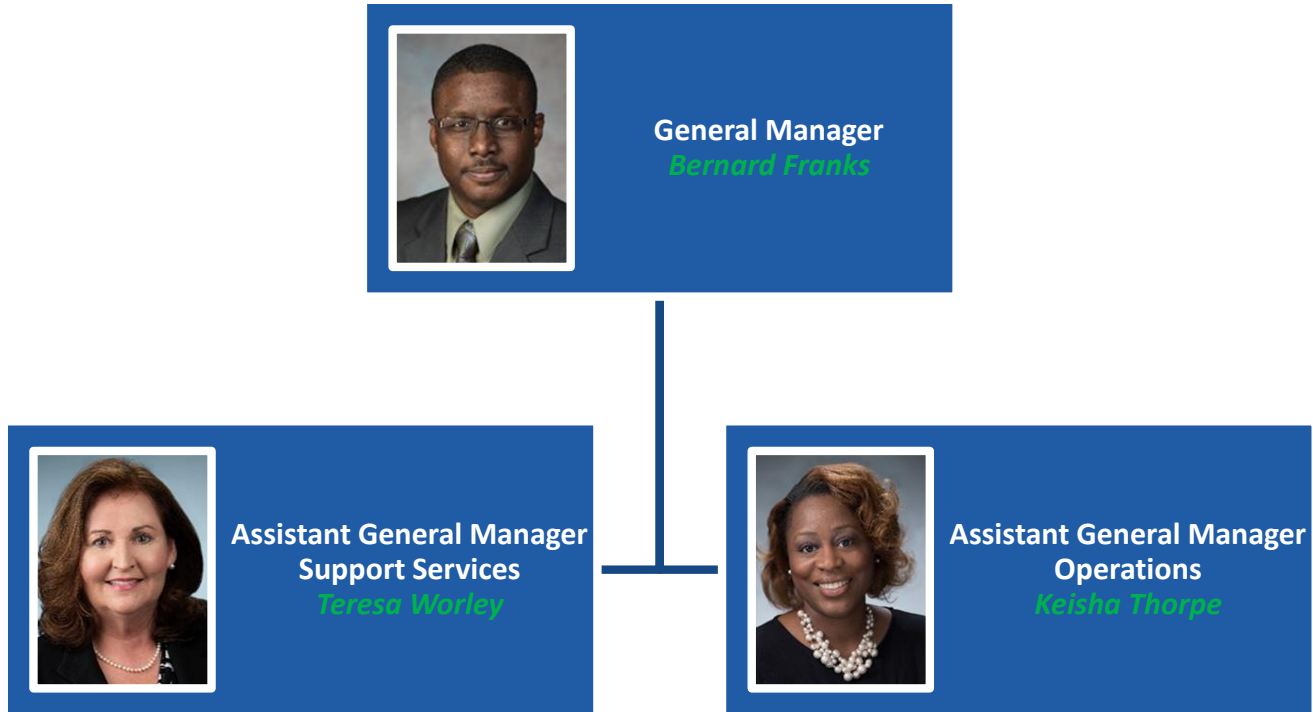 General Manager
Bernard Franks
Assistant General Manager
Support Services
Teresa Worley
Assistant General Manager
Operations
Keisha Thorpe